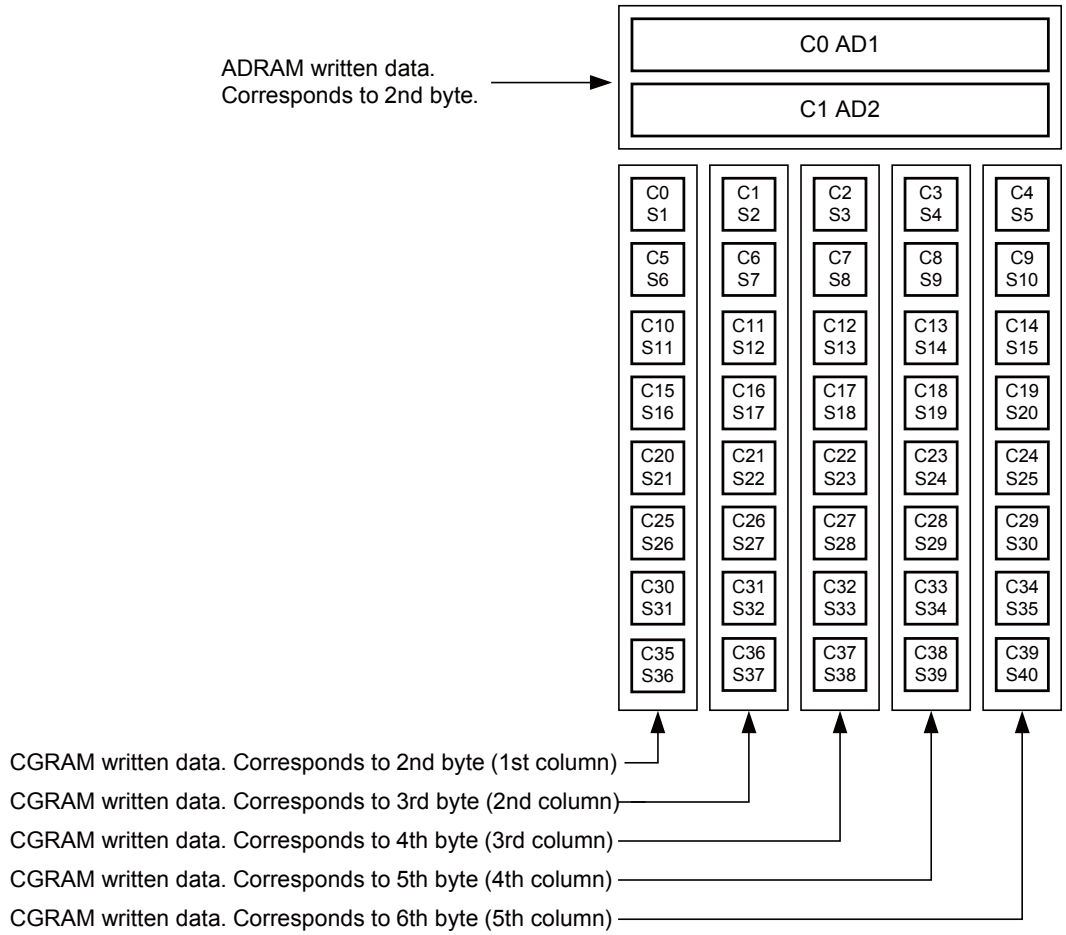 C0 AD1
ADRAM written data.
Corresponds to 2nd byte.
C1 AD2
C0 C1 C2 C3 C4
S1 S2 S3 S4 S5
C5 C6 C7 C8 C9
S6 S7 S8 S9 S10
C10 C11 C12 C13 C14
S11 S12 S13 S14 S15
C15 C16 C17 C18 C19
S16 S17 S18 S19 S20
C20 C21 C22 C23 C24
S21 S22 S23 S24 S25
C25 C26 C27 C28 C29
S26 S27 S28 S29 S30
C30 C31 C32 C33 C34
S31 S32 S33 S34 S35
C35 C36 C37 C38 C39
S36 S37 S38 S39 S40
CGRAM written data. Corresponds to 2nd byte (1st column)
CGRAM written data. Corresponds to 3rd byte (2nd column)
CGRAM written data. Corresponds to 4th byte (3rd column)
CGRAM written data. Corresponds to 5th byte (4th column)
CGRAM written data. Corresponds to 6th byte (5th column)